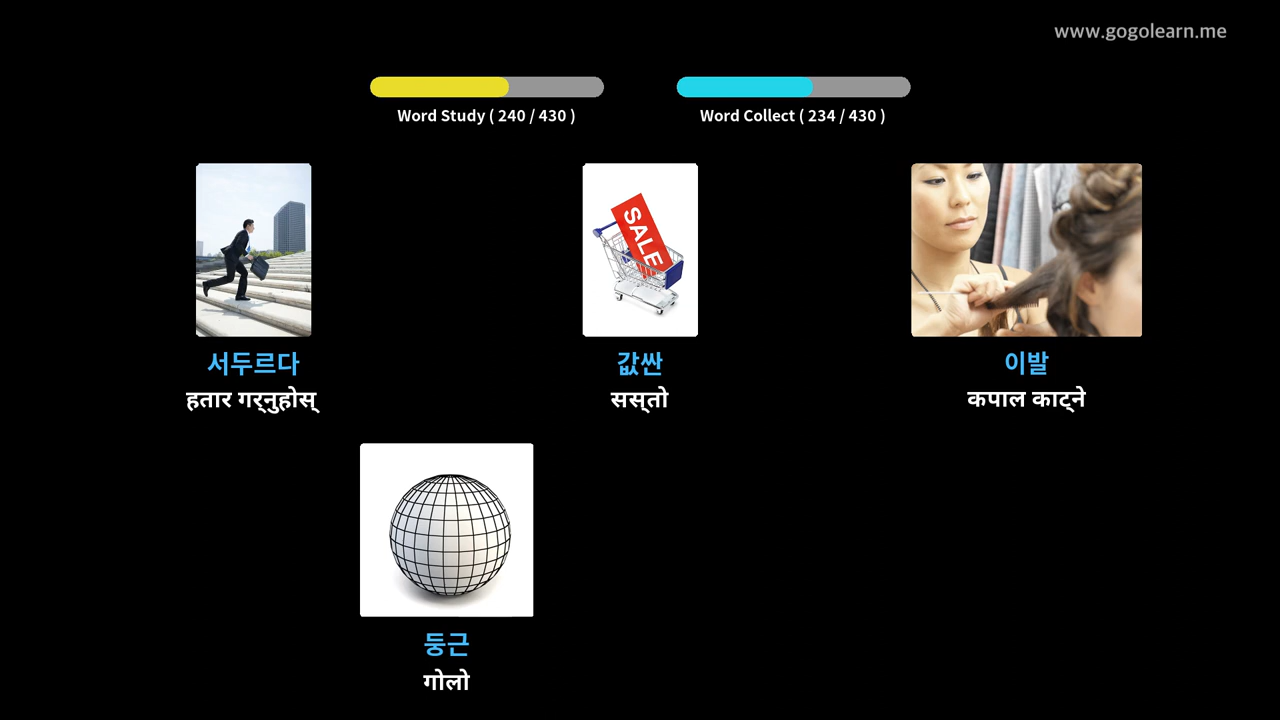 www.gogolearn.me
Word Study ( 240 / 430 )
Word Collect ( 234 / 430 )
SALE
서두르다
값싼
이발
हतार गर्‌नुहोस्
सस्‌तो
कपाल काट्ने
둥근
गोलो